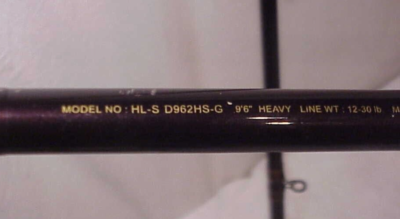 MODEL NO : HL-S D962HS-G 9'6" HEAVY LINE WT : 12-30 lb